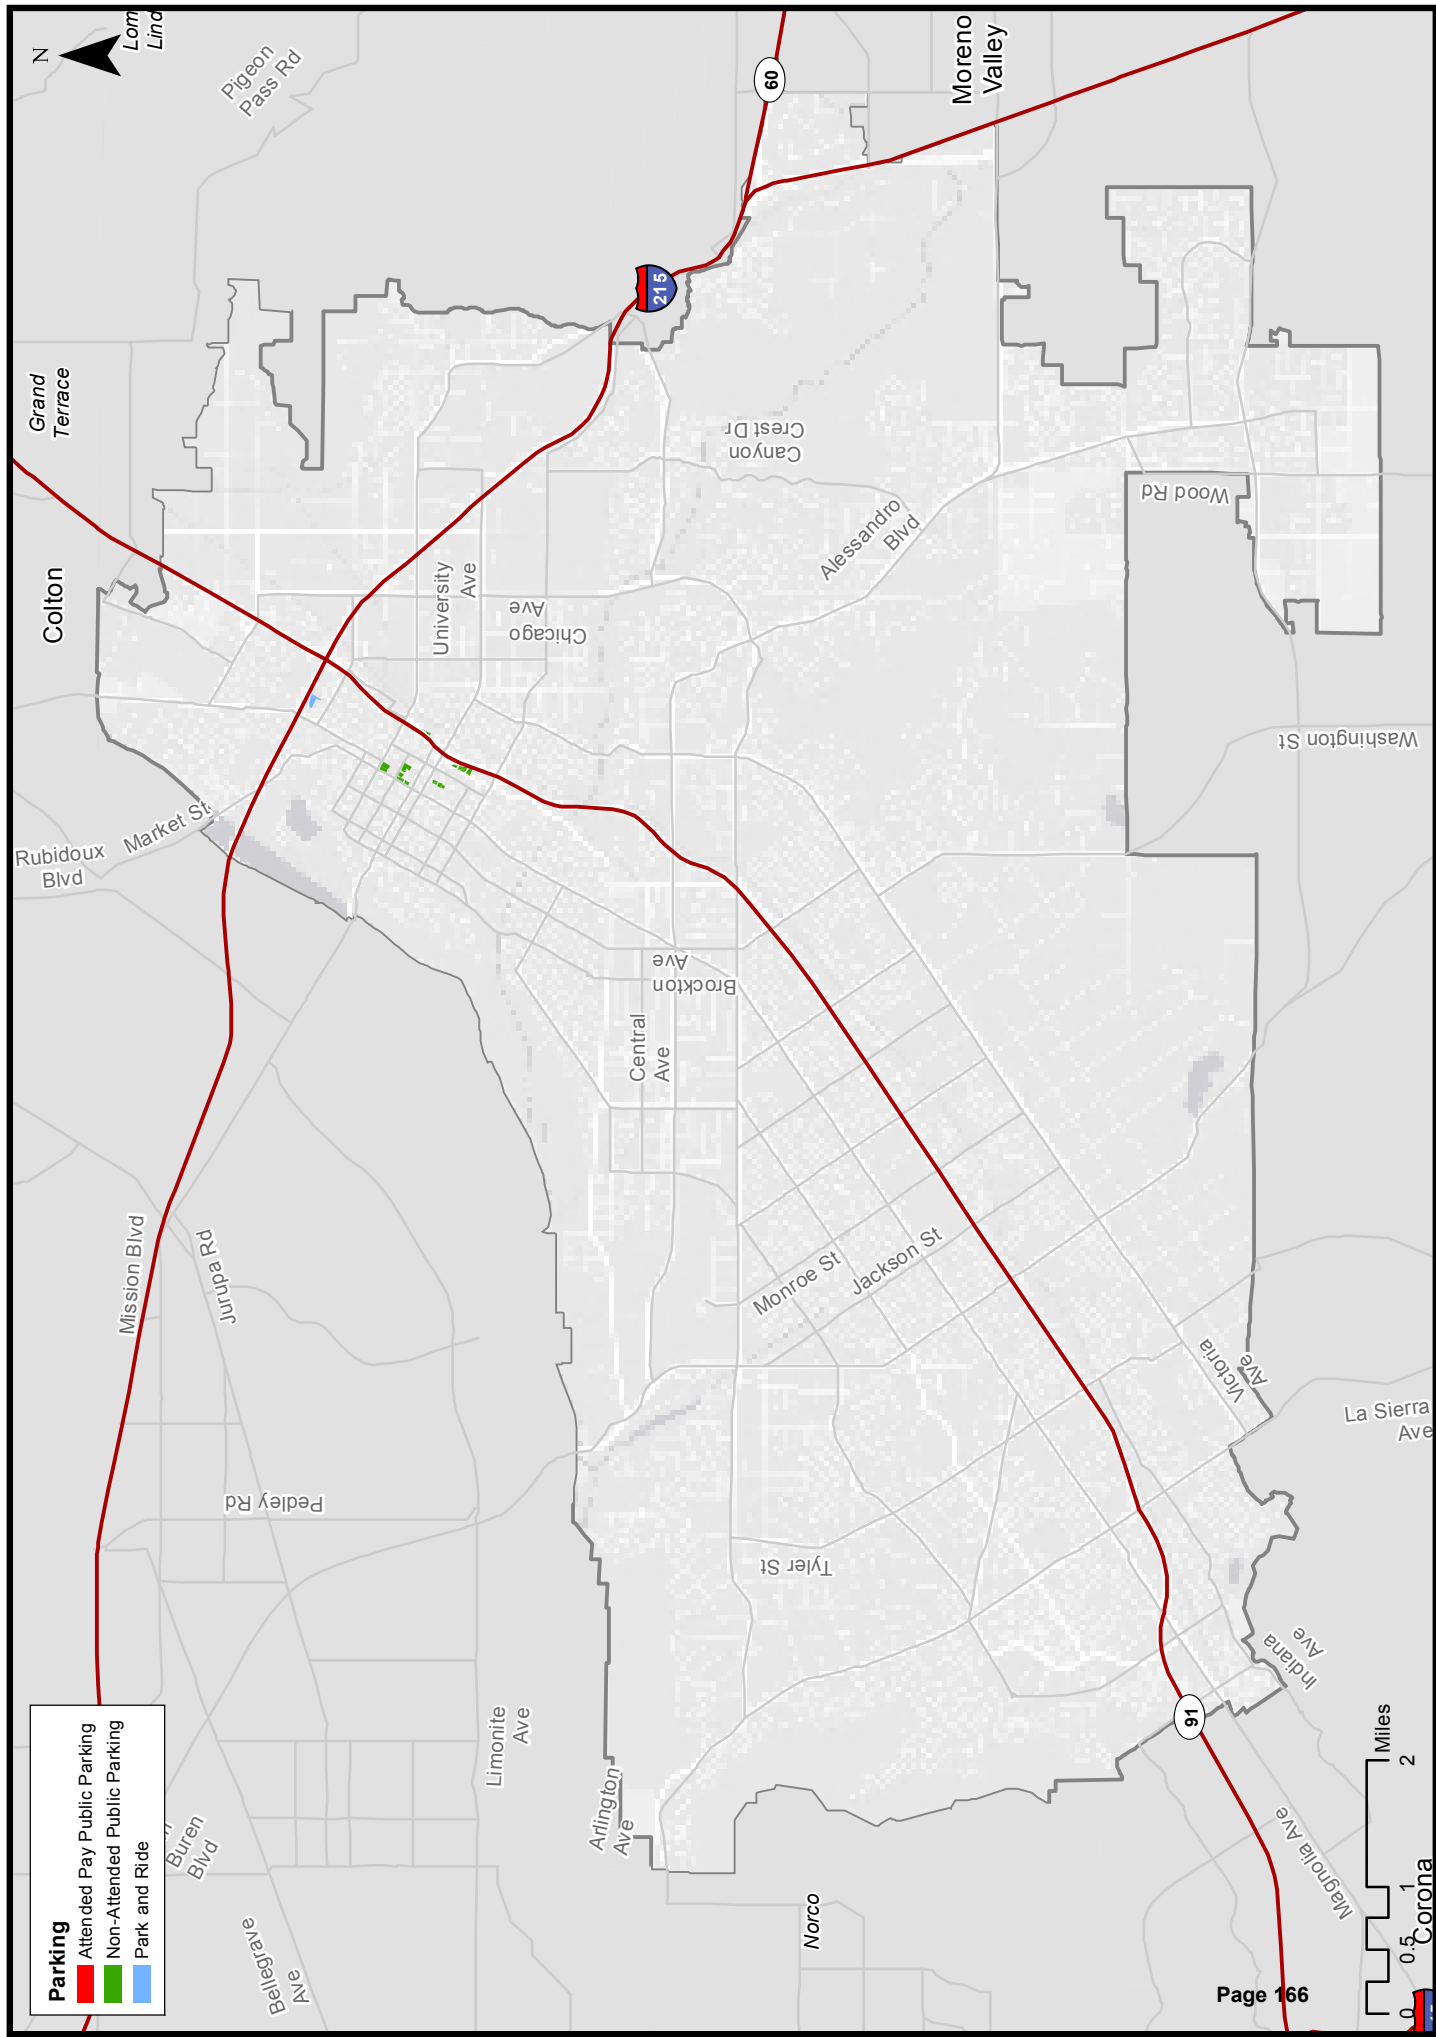 N
Lom
Lind
Pigeon
Pass Rd
60
Moreno
Valley
215
Grand
Terrace
Canyon
Crest Dr
Wood Rd
Alessandro
Blvd
Colton
University
Ave
Chicago
Ave
Washington St
Market St
Rubidoux
Blvd
Brockton
Ave
Central
Ave
Mission Blvd
Jurupa Rd
Monroe St
Jackson St
Victoria
Ave
La Sierra
Ave
Pedley Rd
Tyler St
Indiana
Ave
91
Limonite
Ave
Arlington
Ave
Buren
Blvd
Bellegrave
Ave
Norco
Magnolia Ave
Corona
Parking
Attended Pay Public Parking
Non-Attended Public Parking
Park and Ride
0 0.5 1 2
Miles
Page 166